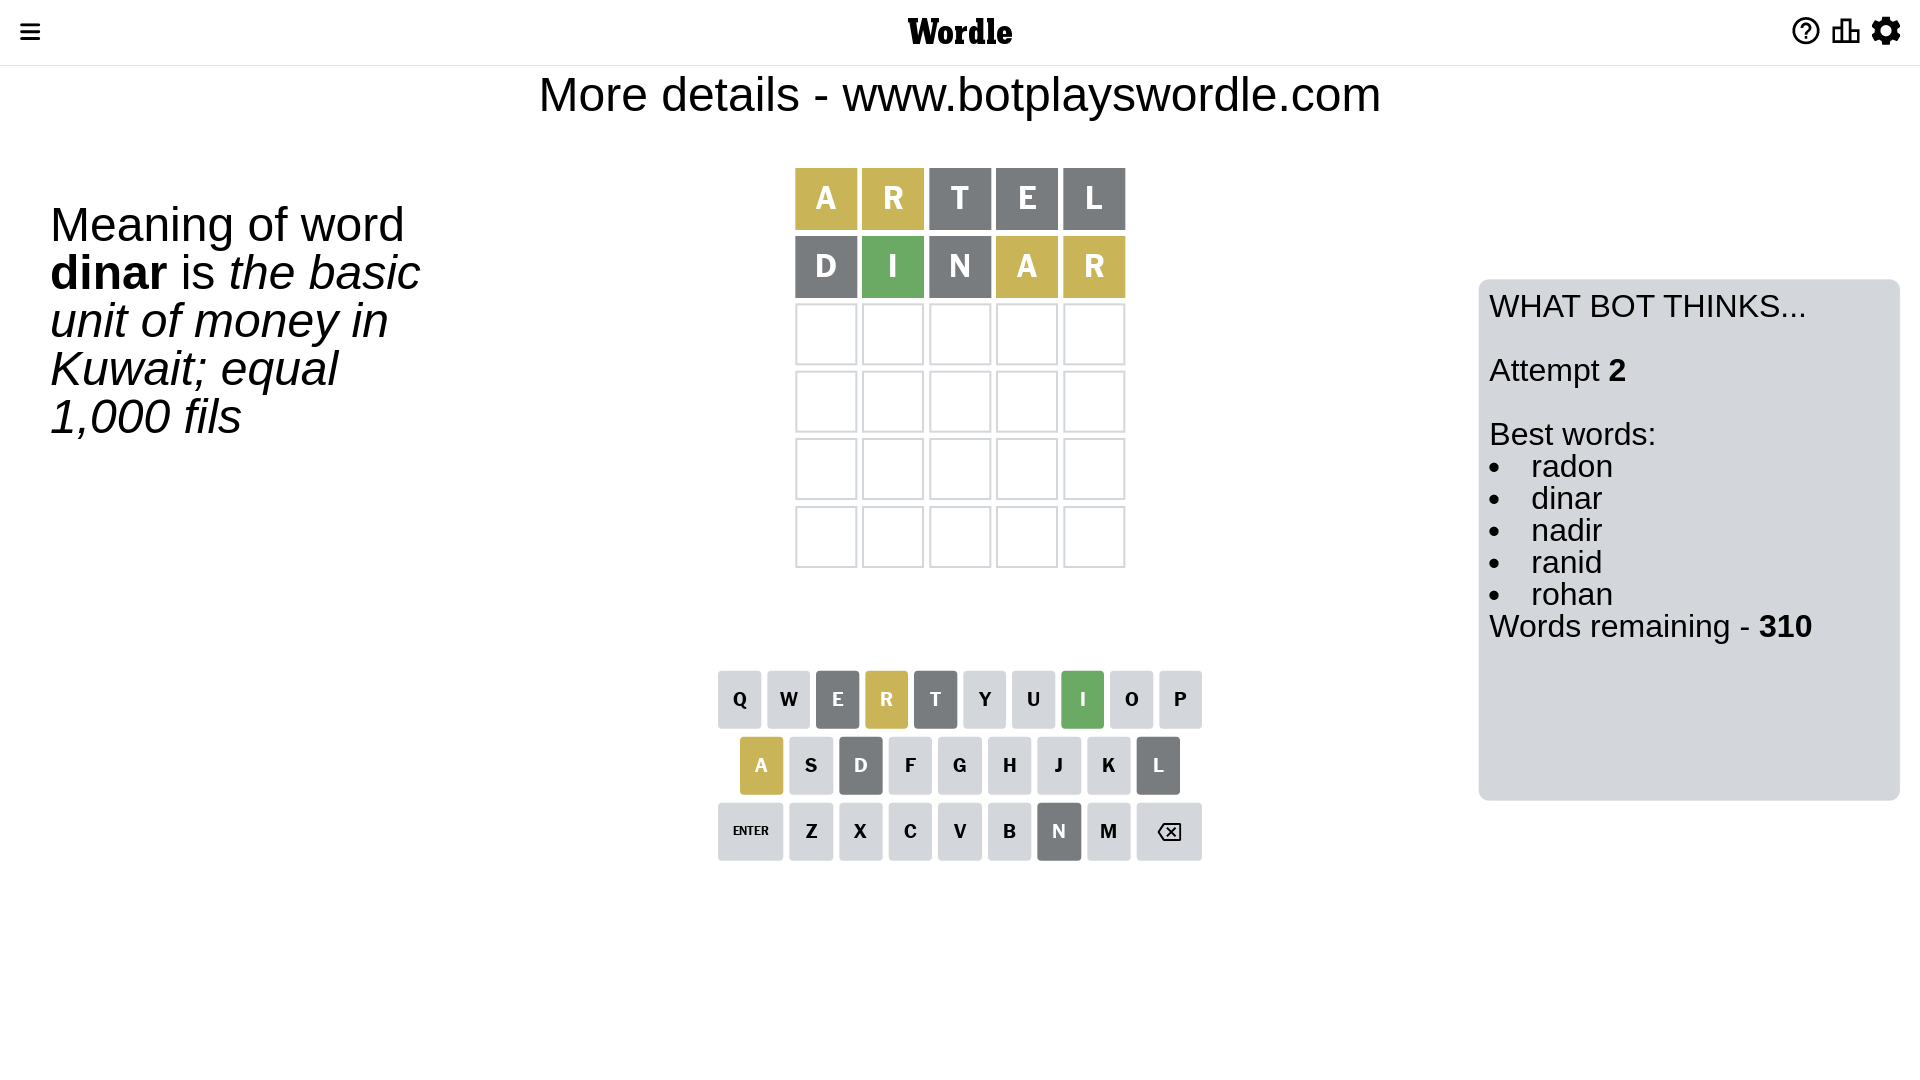 Wordle
More details - www.botplayswordle.com
Meaning of word
dinar is the basic
unit of money in
Kuwait; equal
1,000 fils
A R T E L
D I N A R
WHAT BOT THINKS...
Attempt 2
Best words:
• radon
• dinar
• nadir
• ranid
• rohan
Words remaining - 310
Q W E R T Y U I O P
A S D F G H J K L
ENTER Z X C V B N M